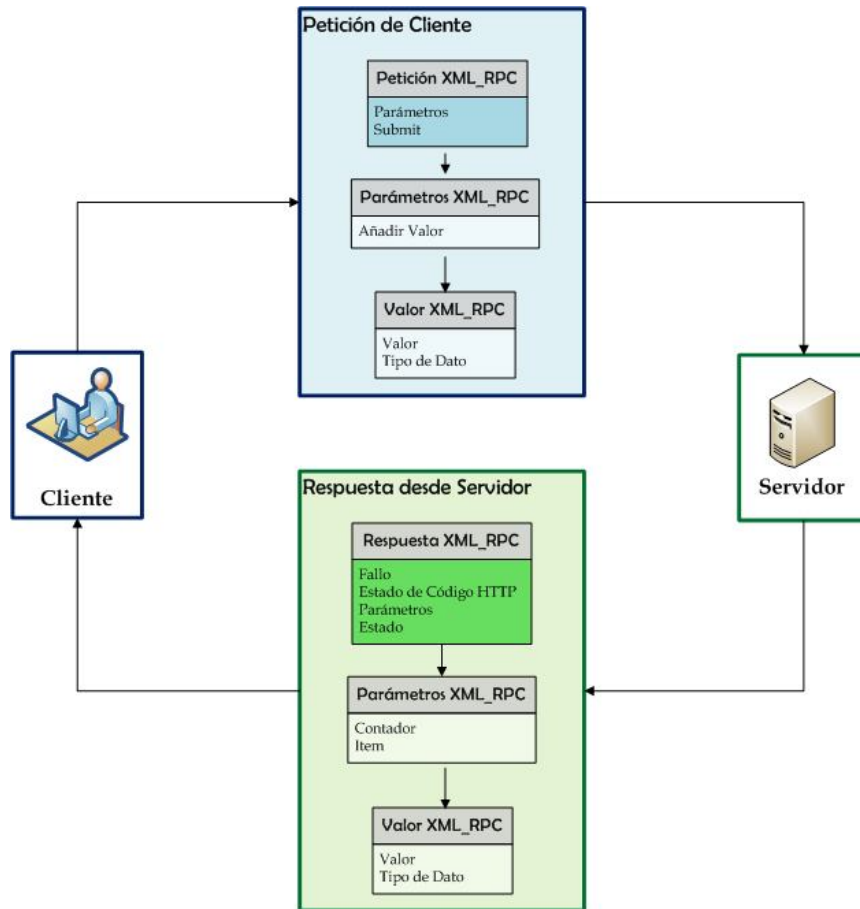 Petición de Cliente
Petición XML_RPC
Parámetros
Submit
Parámetros XML_RPC
Añadir Valor
Valor XML_RPC
Valor
Tipo de Dato
Cliente
Servidor
Respuesta desde Servidor
Respuesta XML_RPC
Fallo
Estado de Código HTTP
Parámetros
Estado
Parámetros XML_RPC
Contador
Item
Valor XML_RPC
Valor
Tipo de Dato